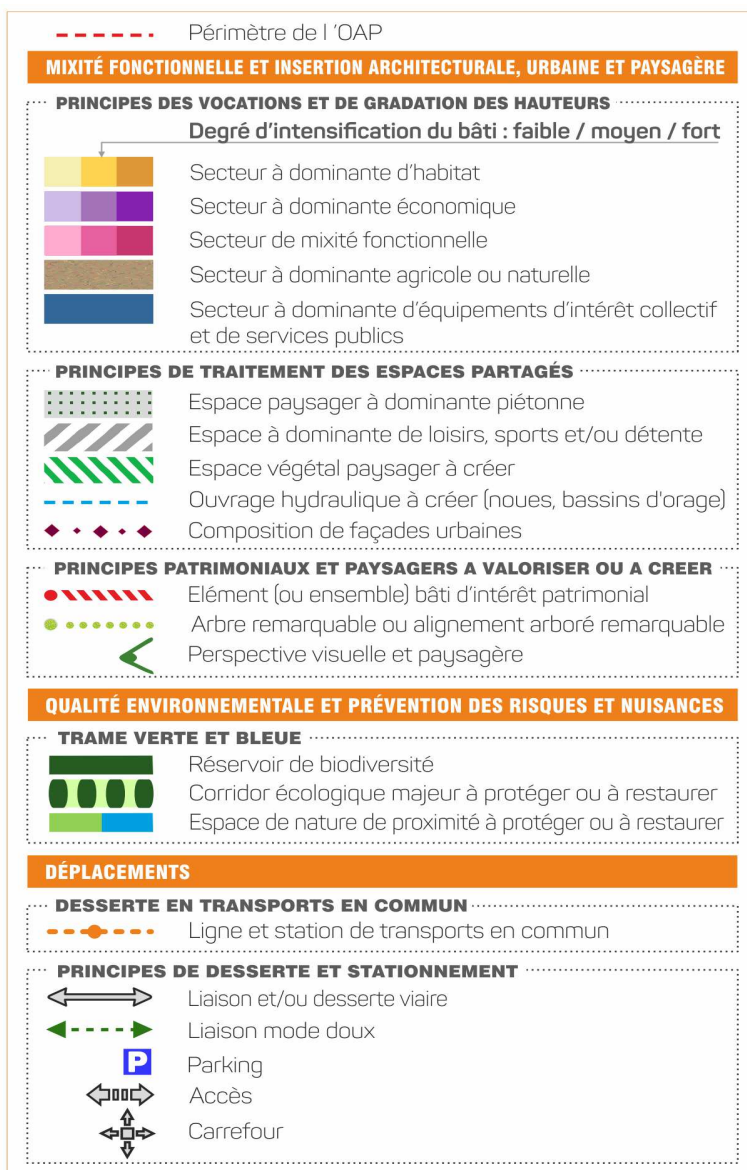 Périmètre de l ’OAP
MIXITÉ FONCTIONNELLE ET INSERTION ARCHITECTURALE, URBAINE ET PAYSAGÈRE
PRINCIPES DES VOCATIONS ET DE GRADATION DES HAUTEURS
Degré d’intensification du bâti : faible / moyen / fort
Secteur à dominante d’habitat
Secteur à dominante économique
Secteur de mixité fonctionnelle
Secteur à dominante agricole ou naturelle
Secteur à dominante d’équipements d’intérêt collectif
et de services publics
PRINCIPES DE TRAITEMENT DES ESPACES PARTAGÉS
Espace paysager à dominante piétonne
Espace à dominante de loisirs, sports et/ou détente
Espace végétal paysager à créer
Ouvrage hydraulique à créer (noues, bassins d'orage)
Composition de façades urbaines
PRINCIPES PATRIMONIAUX ET PAYSAGERS A VALORISER OU A CREER
Elément (ou ensemble) bâti d’intérêt patrimonial
Arbre remarquable ou alignement arboré remarquable
Perspective visuelle et paysagère
QUALITÉ ENVIRONNEMENTALE ET PRÉVENTION DES RISQUES ET NUISANCES
TRAME VERTE ET BLEUE
Réservoir de biodiversité
Corridor écologique majeur à protéger ou à restaurer
Espace de nature de proximité à protéger ou à restaurer
DÉPLACEMENTS
DESSERTE EN TRANSPORTS EN COMMUN
Ligne et station de transports en commun
PRINCIPES DE DESSERTE ET STATIONNEMENT
Liaison et/ou desserte viaire
Liaison mode doux
P Parking
Accès
Carrefour